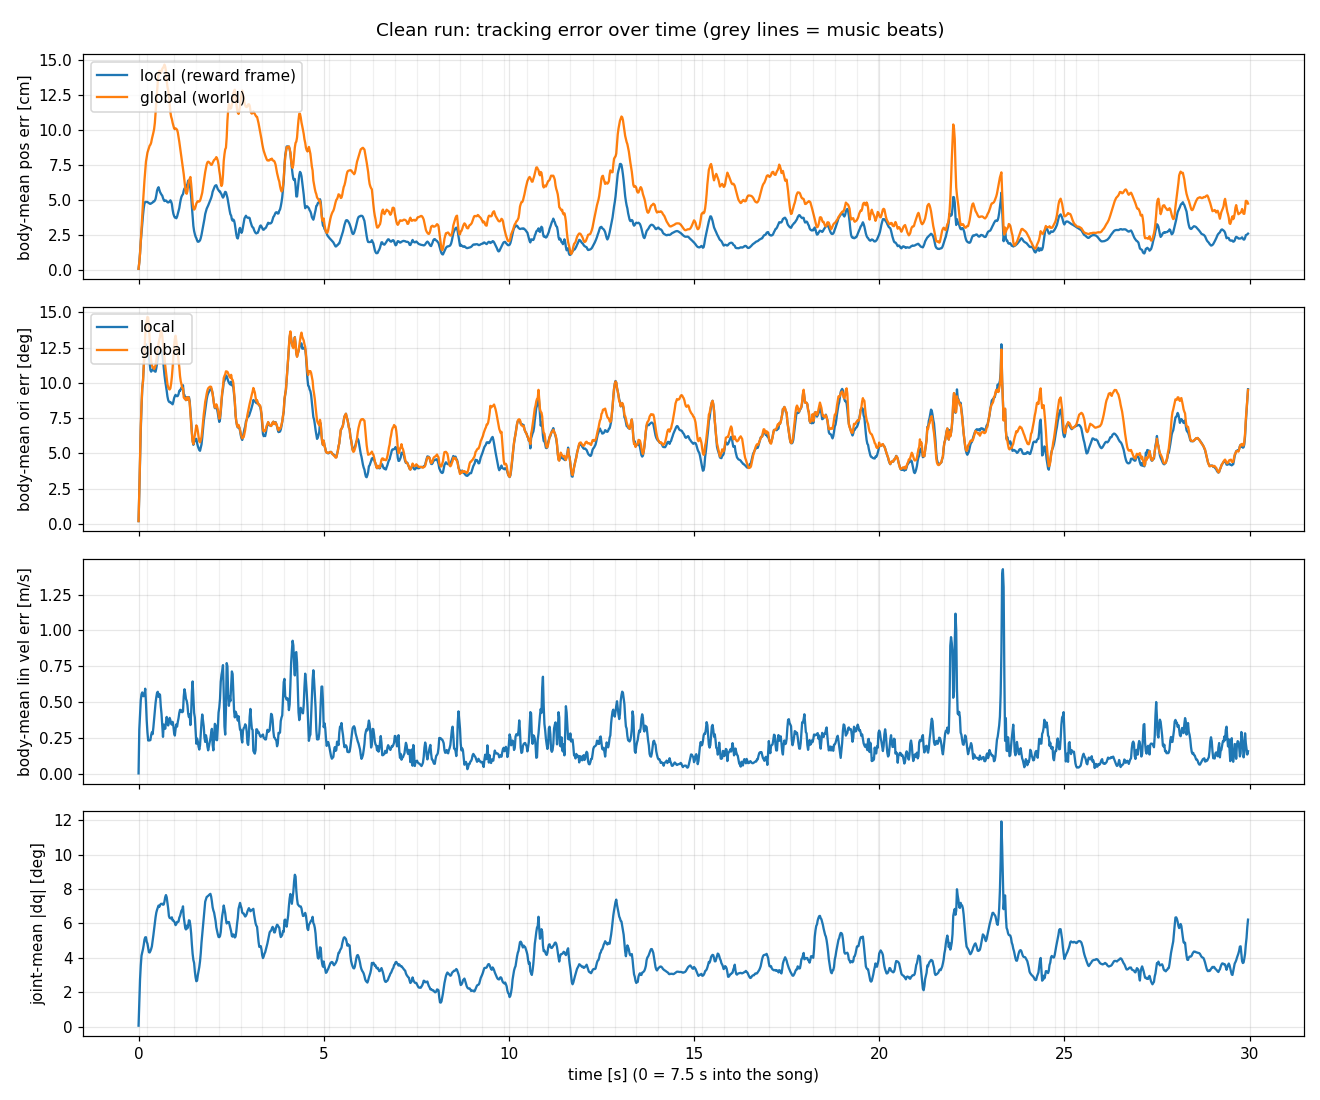 Clean run: tracking error over time (grey lines = music beats)
body-mean pos err [cm]
15.0
12.5
10.0
7.5
5.0
2.5
0.0
local (reward frame)
global (world)
body-mean ori err [deg]
15.0
12.5
10.0
7.5
5.0
2.5
0.0
local
global
body-mean lin vel err [m/s]
1.25
1.00
0.75
0.50
0.25
0.00
joint-mean |dq| [deg]
12
10
8
6
4
2
0
0 5 10 15 20 25 30
time [s] (0 = 7.5 s into the song)